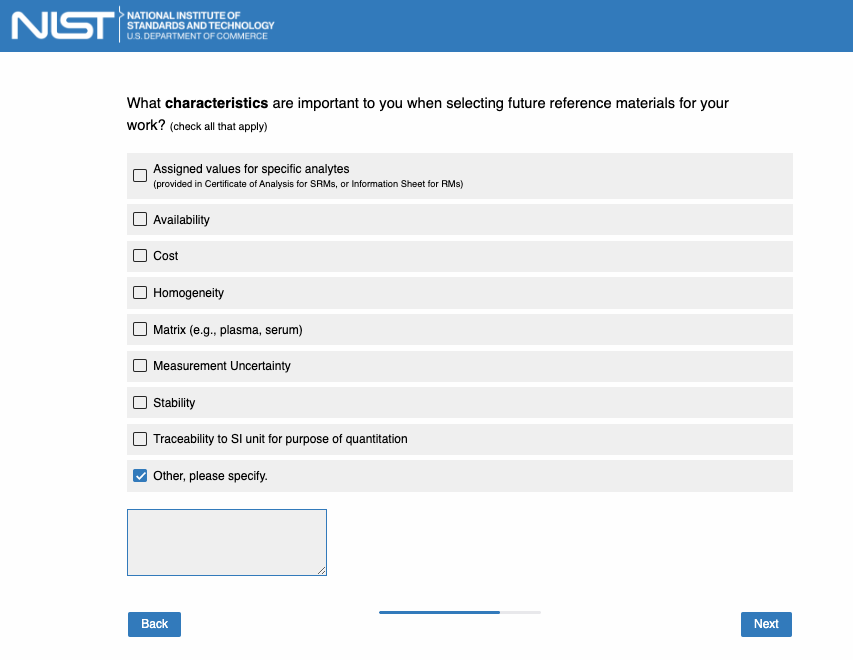 NIST
NATIONAL INSTITUTE OF
STANDARDS AND TECHNOLOGY
U.S. DEPARTMENT OF COMMERCE
What characteristics are important to you when selecting future reference materials for your
work? (check all that apply)
Assigned values for specific analytes
(provided in Certificate of Analysis for SRMs, or Information Sheet for RMs)
Availability
Cost
Homogeneity
Matrix (e.g., plasma, serum)
Measurement Uncertainty
Stability
Traceability to SI unit for purpose of quantitation
Other, please specify.
Back
Next